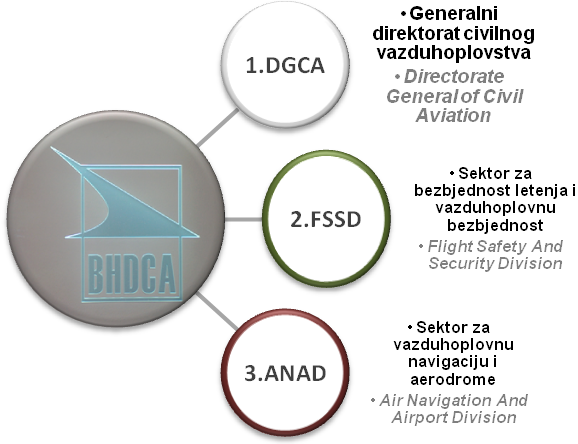 BHDCA
1.DGCA
• Generalni
direktorat civilnog
vazduhoplovstva
• Directorate
General of Civil
Aviation
2.FSSD
• Sektor za
bezbjednost letenja i
vazduhoplovnu
bezbjednost
• Flight Safety And
Security Division
3.ANAD
• Sektor za
vazduhoplovnu
navigaciju i
aerodrome
• Air Navigation And
Airport Division